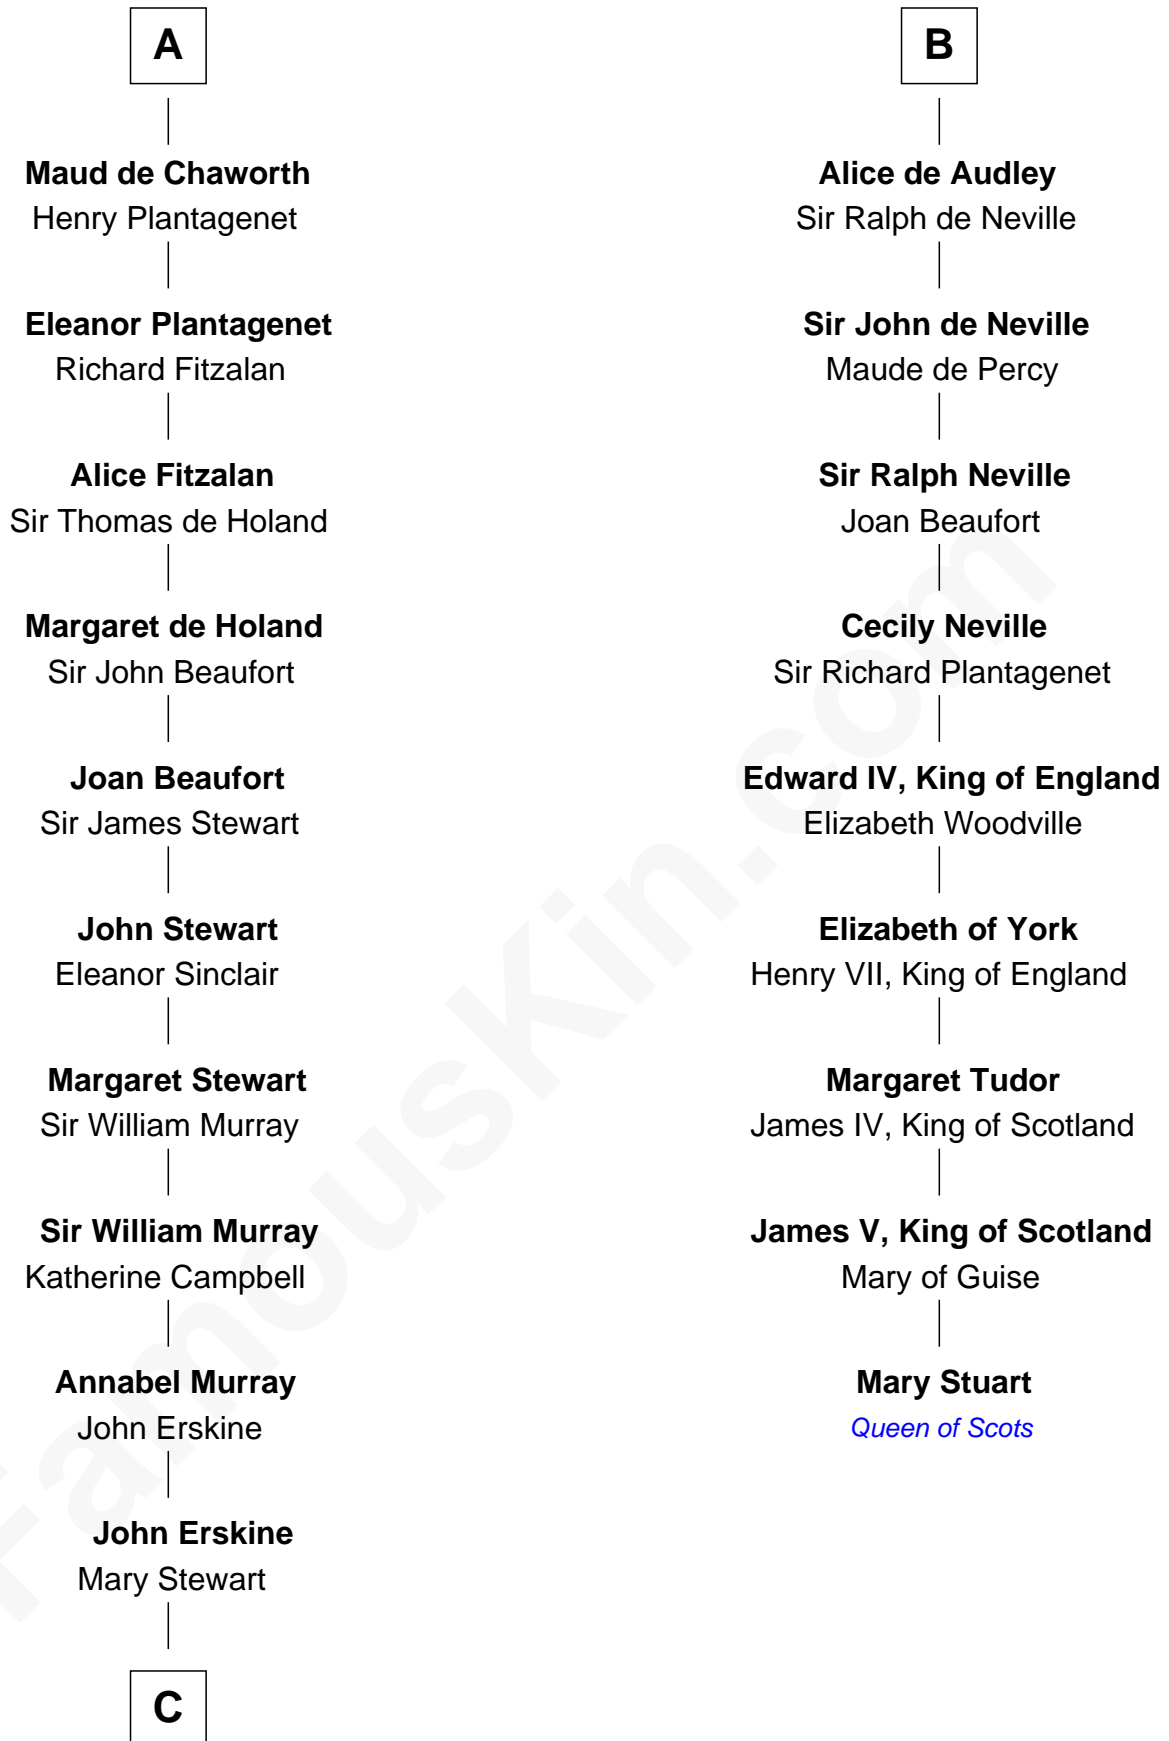 A
Maud de Chaworth
Henry Plantagenet
Eleanor Plantagenet
Richard Fitzalan
Alice Fitzalan
Sir Thomas de Holand
Margaret de Holand
Sir John Beaufort
Joan Beaufort
Sir James Stewart
John Stewart
Eleanor Sinclair
Margaret Stewart
Sir William Murray
Sir William Murray
Katherine Campbell
Annabel Murray
John Erskine
John Erskine
Mary Stewart
C
B
Alice de Audley
Sir Ralph de Neville
Sir John de Neville
Maude de Percy
Sir Ralph Neville
Joan Beaufort
Cecily Neville
Sir Richard Plantagenet
Edward IV, King of England
Elizabeth Woodville
Elizabeth of York
Henry VII, King of England
Margaret Tudor
James IV, King of Scotland
James V, King of Scotland
Mary of Guise
Mary Stuart
Queen of Scots
FamousKin.com